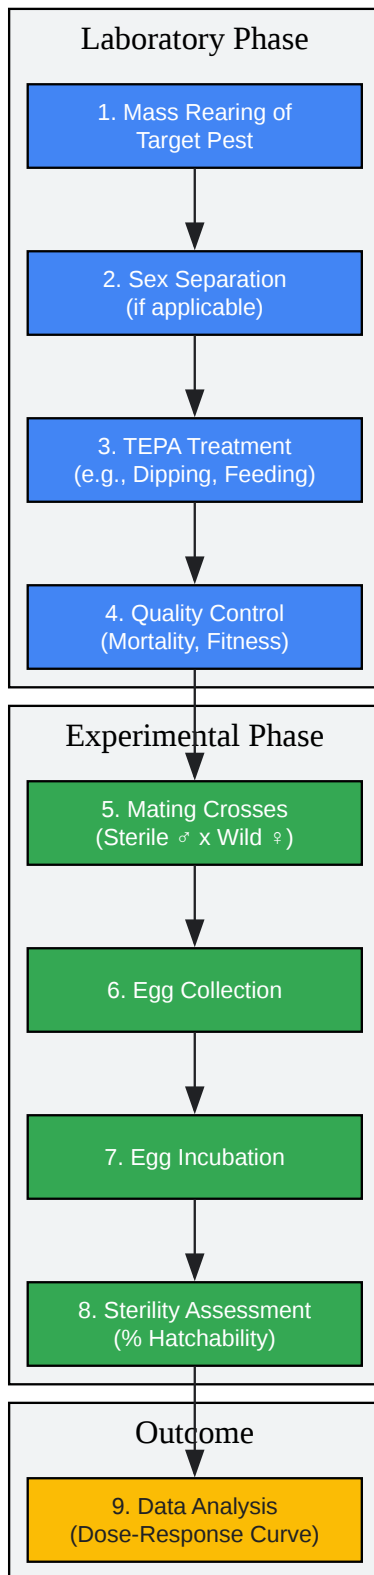 Laboratory Phase
1. Mass Rearing of
Target Pest
2. Sex Separation
(if applicable)
3. TEPA Treatment
(e.g., Dipping, Feeding)
4. Quality Control
(Mortality, Fitness)
Experimental Phase
5. Mating Crosses
(Sterile ♂ x Wild ♀)
6. Egg Collection
7. Egg Incubation
8. Sterility Assessment
(% Hatchability)
Outcome
9. Data Analysis
(Dose-Response Curve)